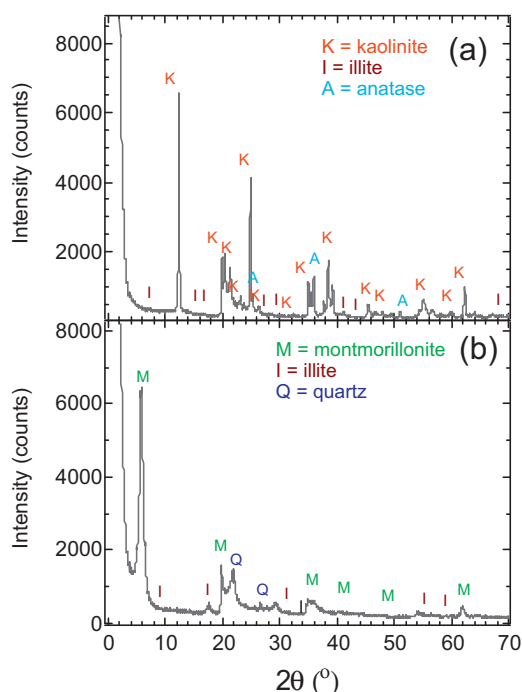 8000
6000
4000
2000
0
Intensity (counts)
(a)
K = kaolinite
I = illite
A = anatase
K
K
K
K
K
A
K
K
K
A
K
K
K
K
K
K
A
I
I I
I
I
I
I
I
8000
6000
4000
2000
0
Intensity (counts)
(b)
M = montmorillonite
I = illite
Q = quartz
M
M
Q
Q
M
M
M
M
I
I
I
I
I
0 10 20 30 40 50 60 70
2θ (°)